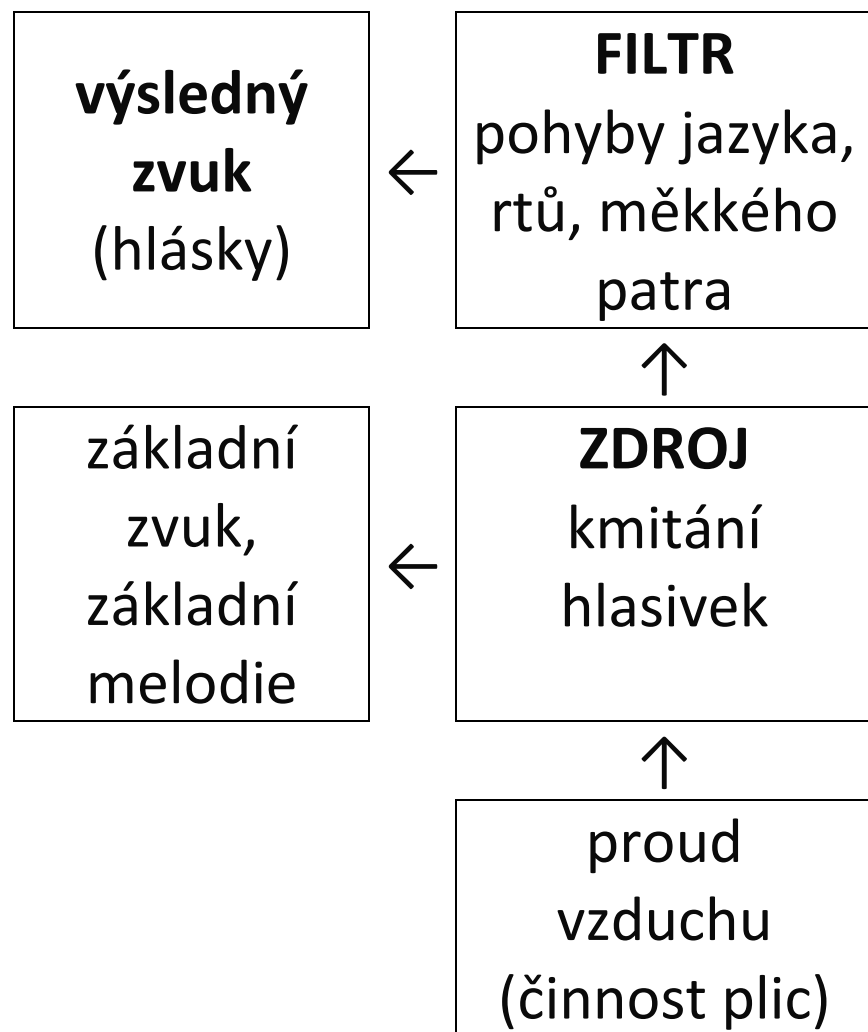 výsledný
zvuk
(hlásky)
←
FILTR
pohyby jazyka,
rtů, měkkého
patra
↑
základní
zvuk,
základní
melodie
←
ZDROJ
kmitání
hlasivek
↑
proud
vzduchu
(činnost plic)